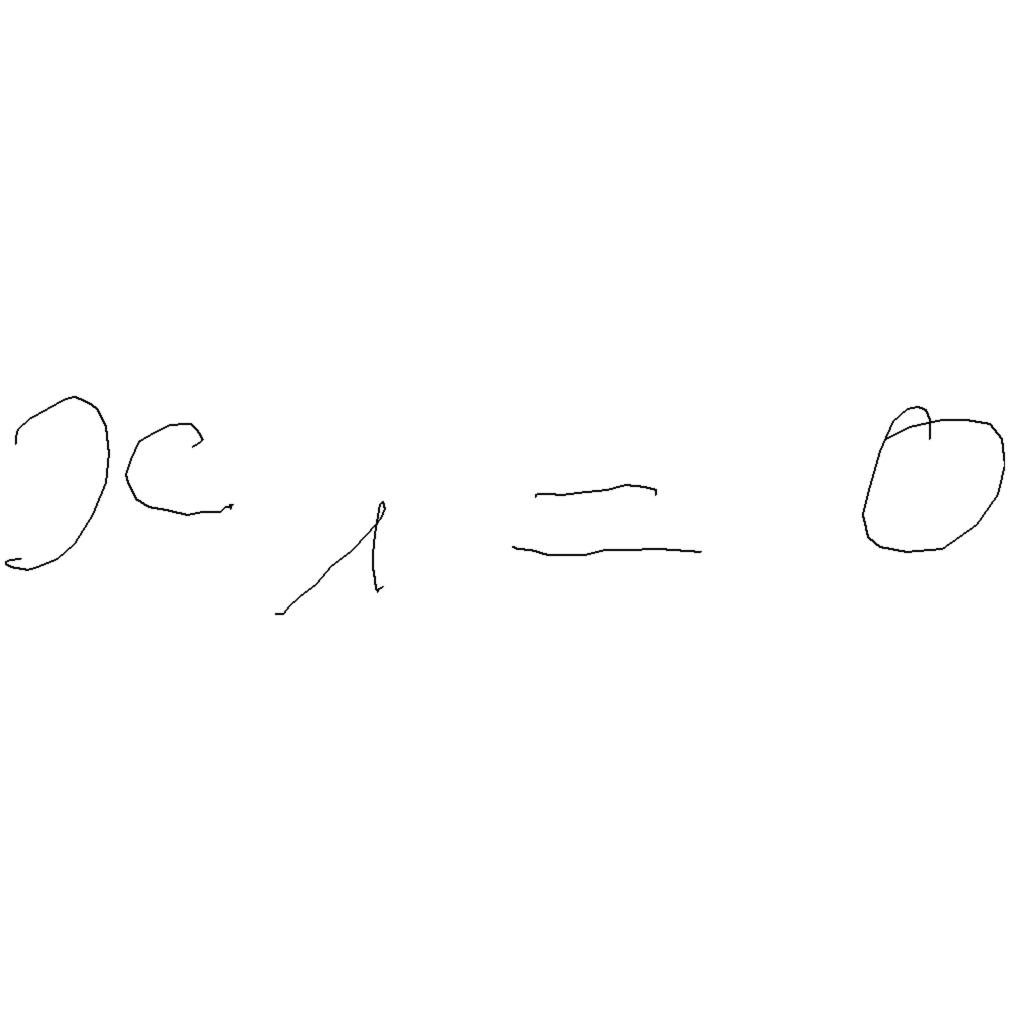 x₁ = 0